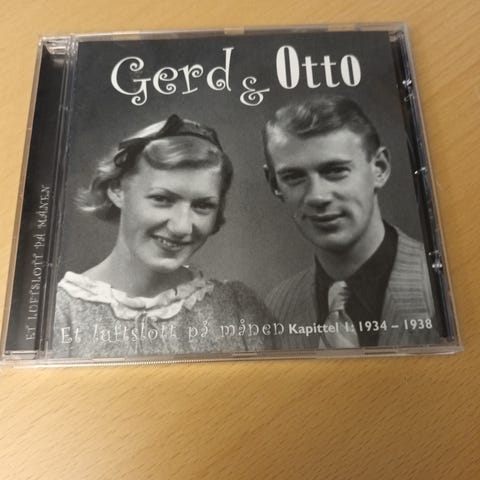 Gerd & Otto
Et luftslott på månen Kapittel 1: 1934 – 1938
ET LUFTSLOTT PÅ MÅNEN